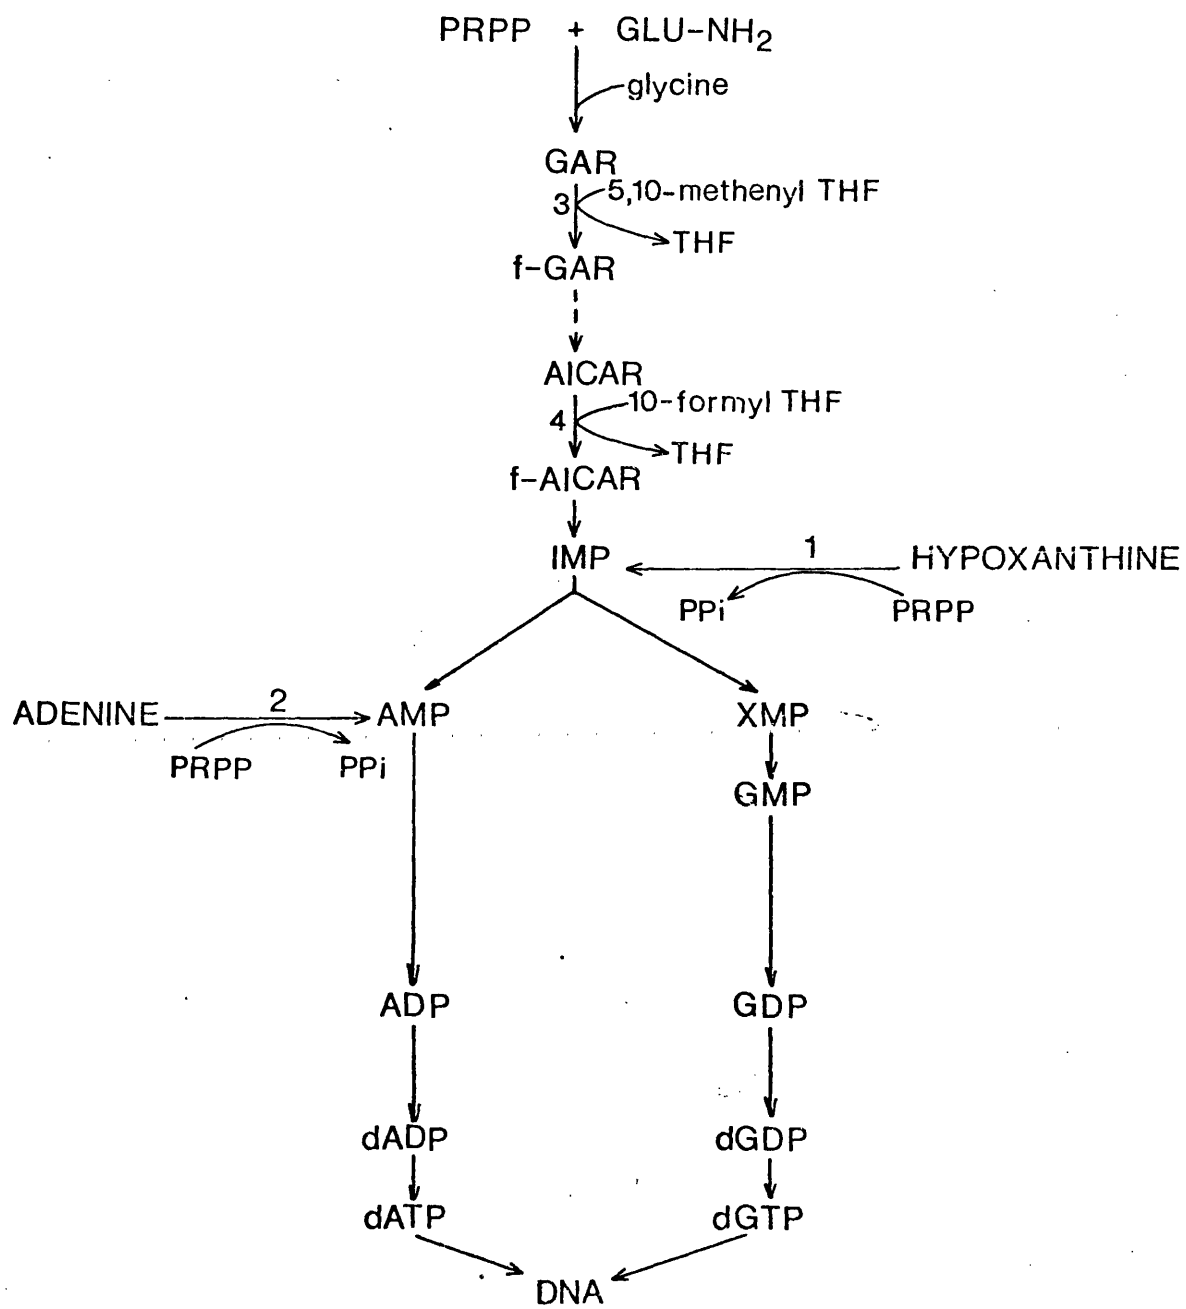 PRPP + GLU-NH2
glycine
GAR
5,10-methenyl THF
3
THF
f-GAR
AICAR
10-formyl THF
4
THF
f-AICAR
IMP
1
HYPOXANTHINE
PPi
PRPP
ADENINE
2
AMP
XMP
PRPP
PPi
GMP
ADP
GDP
dADP
dGDP
dATP
dGTP
DNA